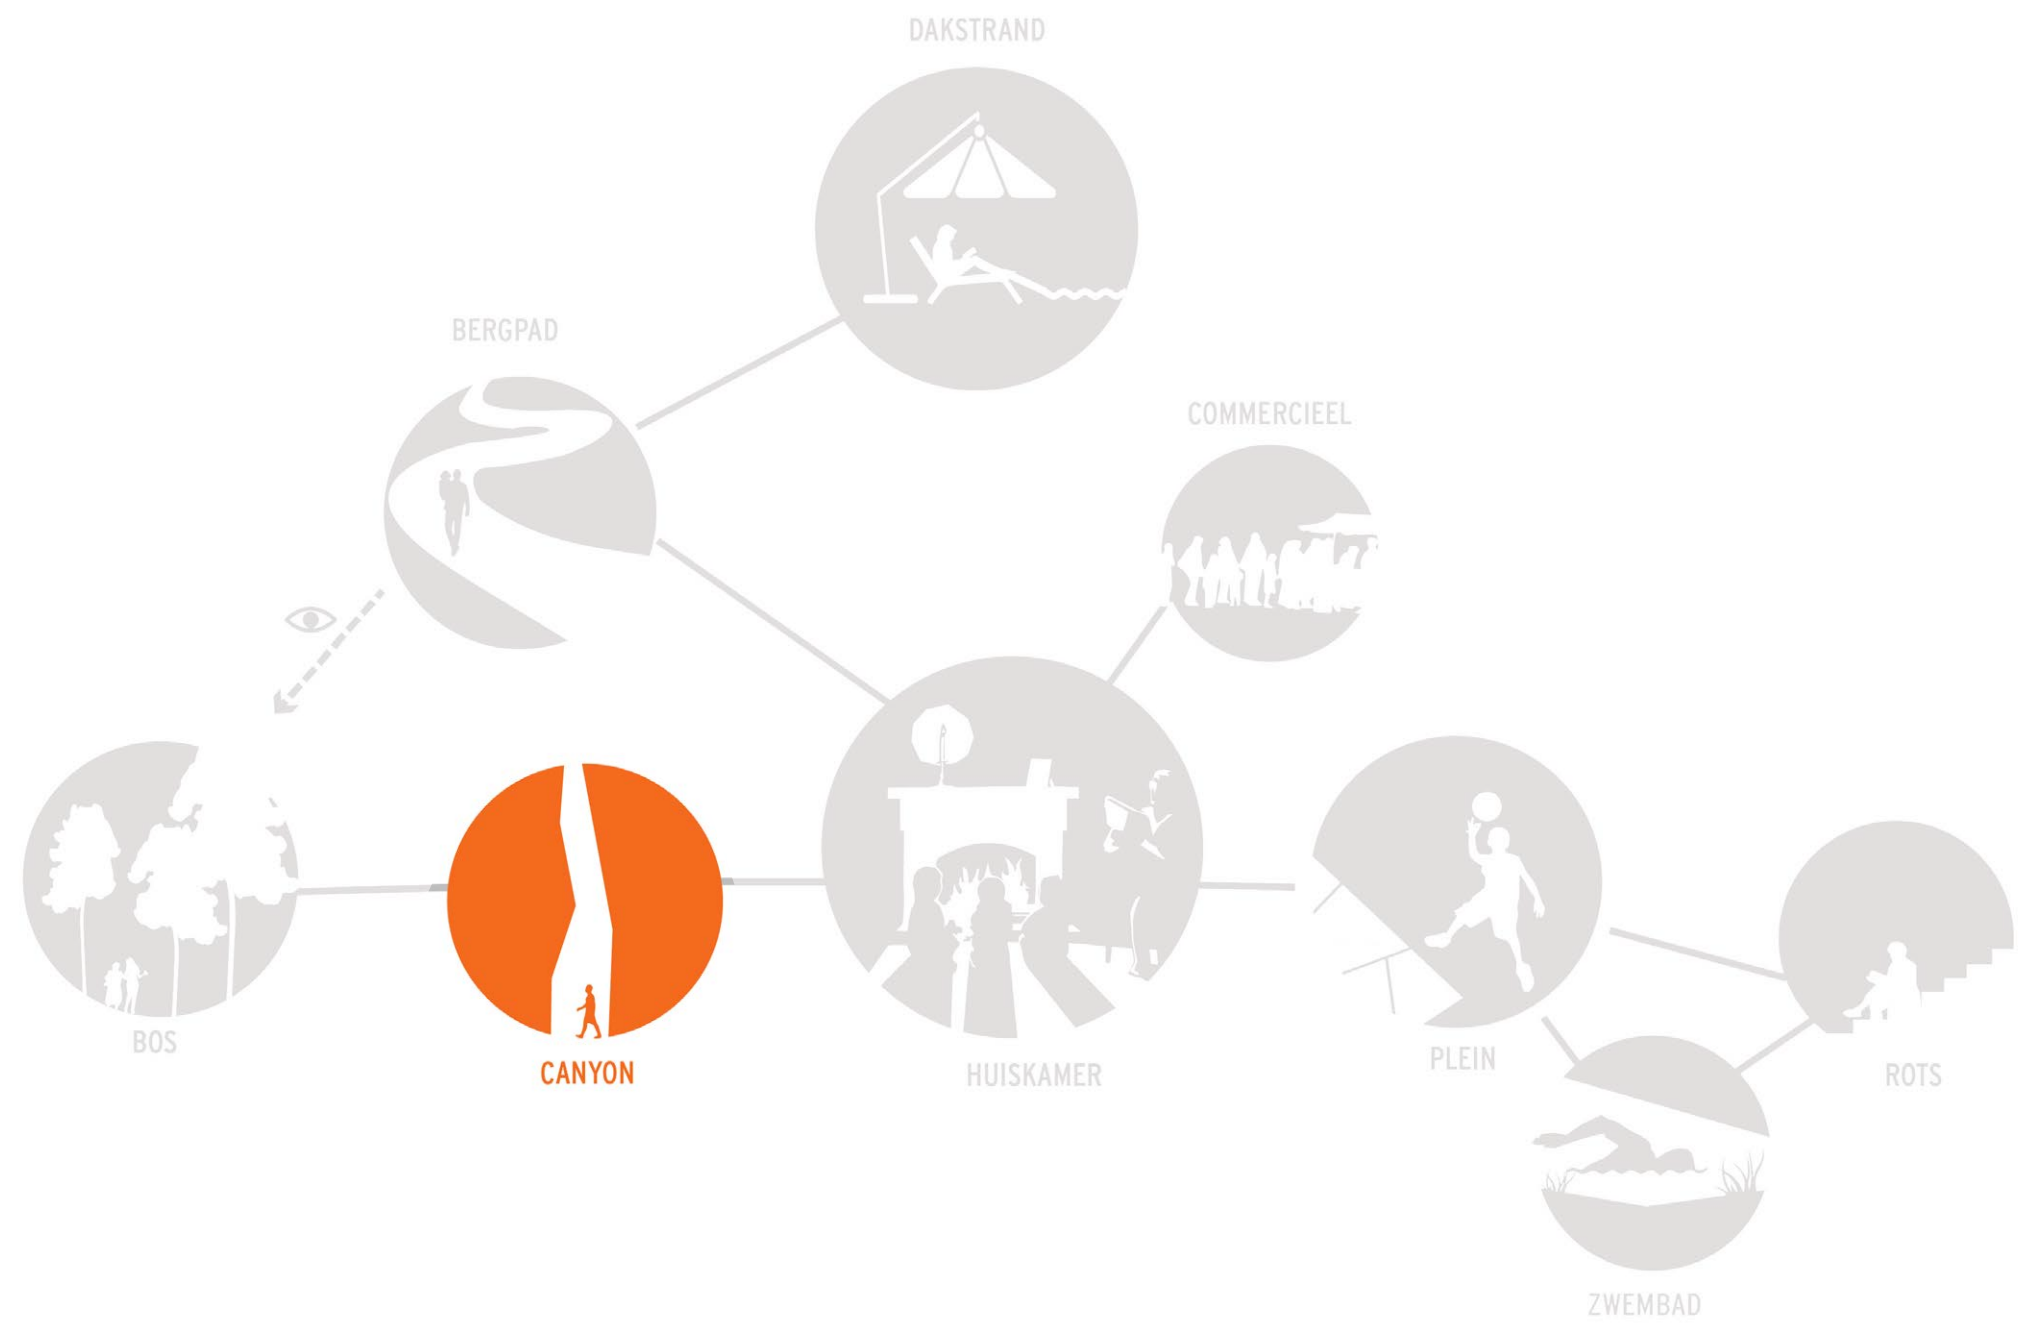 DAKSTRAND
BERGPAD
COMMERCIEEL
BOS
CANYON
HUISKAMER
PLEIN
ROTS
ZWEMBAD